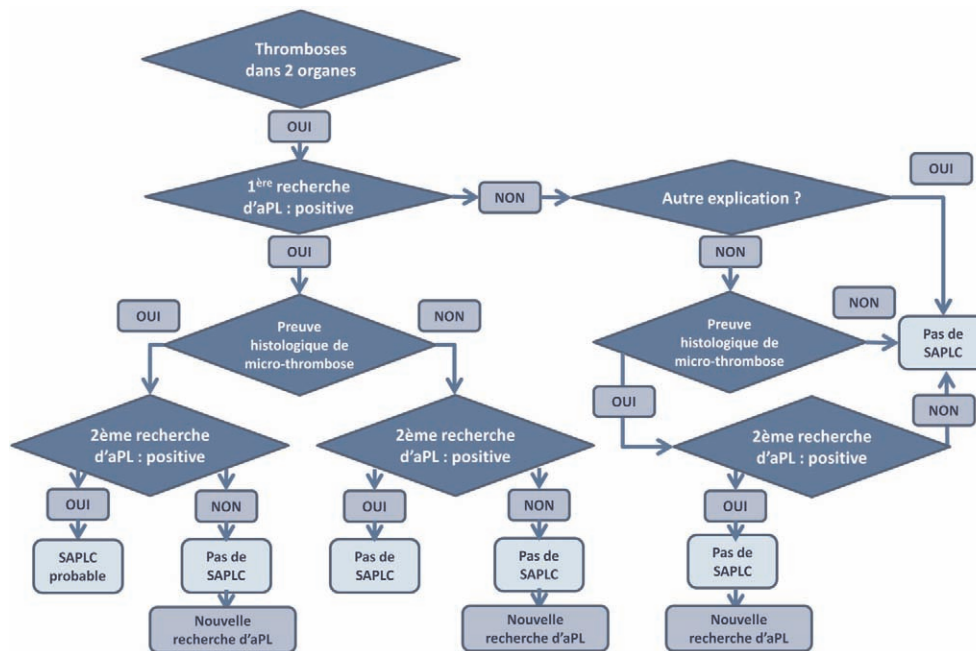 Thromboses
dans 2 organes
OUI
1ère recherche
d'aPL : positive
NON
Autre explication ?
OUI
OUI
NON
OUI
NON
Preuve
histologique de
micro-thrombose
Preuve
histologique de
micro-thrombose
NON
Pas de
SAPLC
OUI
NON
2ème recherche
d'aPL : positive
2ème recherche
d'aPL : positive
2ème recherche
d'aPL : positive
OUI
NON
OUI
NON
OUI
SAPLC
probable
Pas de
SAPLC
Pas de
SAPLC
Pas de
SAPLC
Pas de
SAPLC
Nouvelle
recherche d'aPL
Nouvelle
recherche d'aPL
Nouvelle
recherche d'aPL